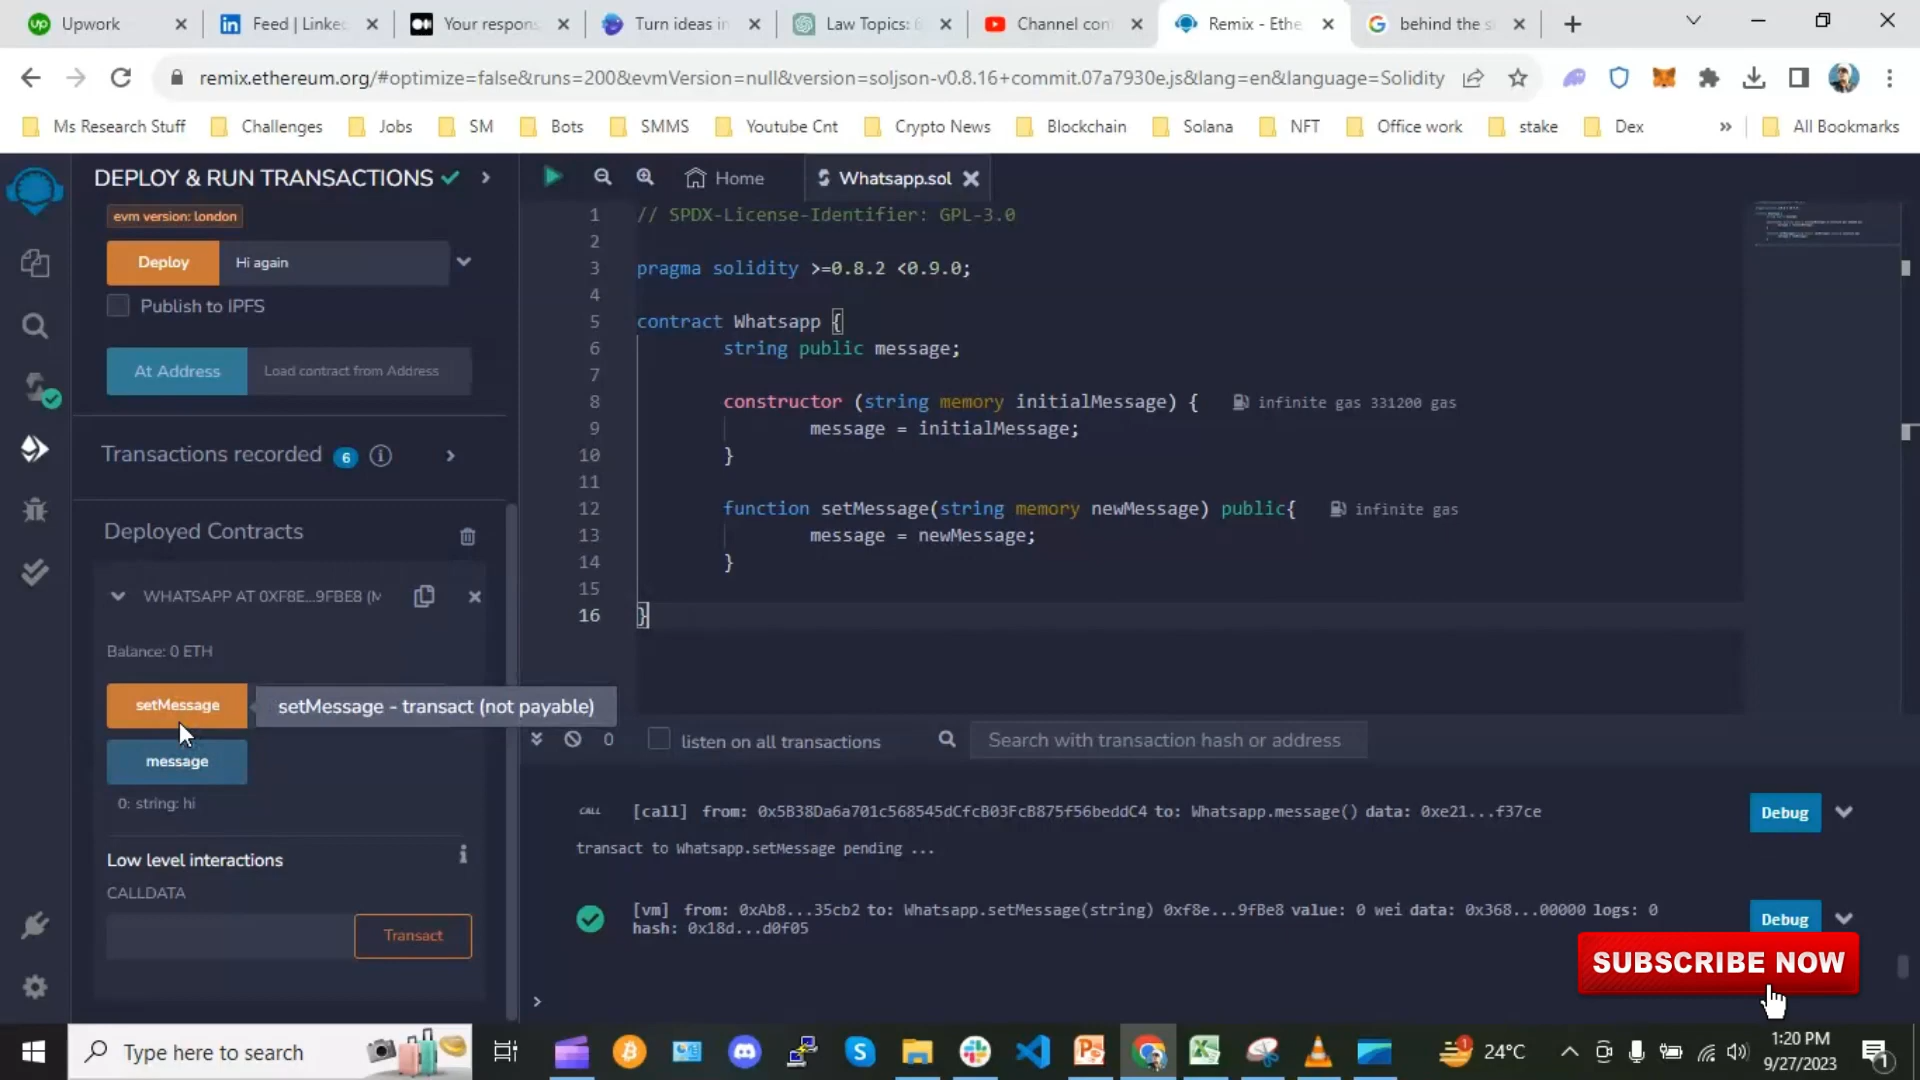 Upwork
Feed | Linke
Your respon
Turn ideas i
Law Topics:
Channel con
Remix - Ethe
behind the s
remix.ethereum.org/#optimize=false&runs=200&evmVersion=null&version=soljson-v0.8.16+commit.07a7930e.js&lang=en&language=Solidity
Ms Research Stuff
Challenges
Jobs
SM
Bots
SMMS
Youtube Cnt
Crypto News
Blockchain
Solana
NFT
Office work
stake
Dex
»
All Bookmarks
DEPLOY & RUN TRANSACTIONS
evm version: london
Deploy
Hi again
Publish to IPFS
At Address
Load contract from Address
Transactions recorded 6
Deployed Contracts
WHATSAPP AT 0XF8E...9FBE8 (M
Balance: 0 ETH
setMessage
setMessage - transact (not payable)
message
0: string: hi
Low level interactions
CALLDATA
Transact
Home
Whatsapp.sol
1 // SPDX-License-Identifier: GPL-3.0
2
3 pragma solidity >=0.8.2 <0.9.0;
4
5 contract Whatsapp {
6 string public message;
7
8 constructor (string memory initialMessage) { infinite gas 331200 gas
9 message = initialMessage;
10 }
11
12 function setMessage(string memory newMessage) public{ infinite gas
13 message = newMessage;
14 }
15
16 }
0
listen on all transactions
Search with transaction hash or address
CALL [call] from: 0x5B38Da6a701c568545dCfcB03FcB875f56beddC4 to: Whatsapp.message() data: 0xe21...f37ce
Debug
transact to Whatsapp.setMessage pending ...
[vm] from: 0xAb8...35cb2 to: Whatsapp.setMessage(string) 0xf8e...9fBe8 value: 0 wei data: 0x368...00000 logs: 0
hash: 0x18d...d0f05
Debug
SUBSCRIBE NOW
>
Type here to search
1
24°C
1:20 PM
9/27/2023
1